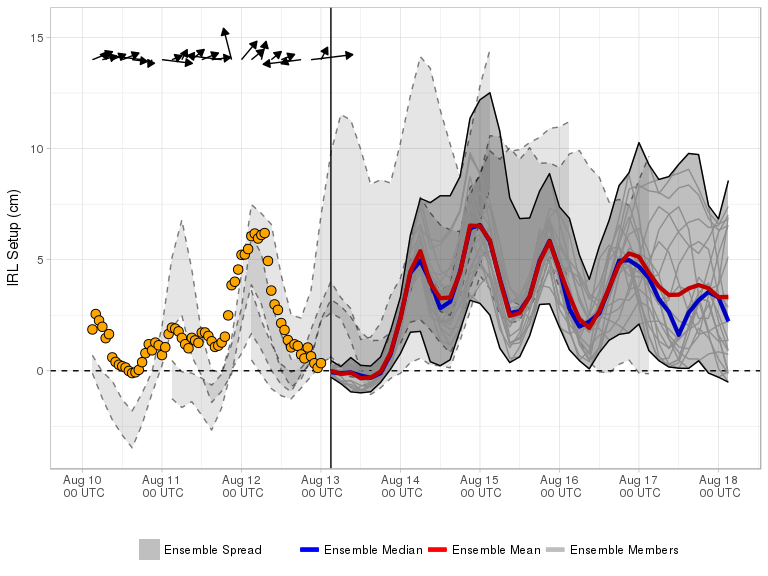 IRL Setup (cm)
15
10
5
0
Aug 10 Aug 11 Aug 12 Aug 13 Aug 14 Aug 15 Aug 16 Aug 17 Aug 18
00 UTC 00 UTC 00 UTC 00 UTC 00 UTC 00 UTC 00 UTC 00 UTC 00 UTC
Ensemble Spread Ensemble Median Ensemble Mean Ensemble Members